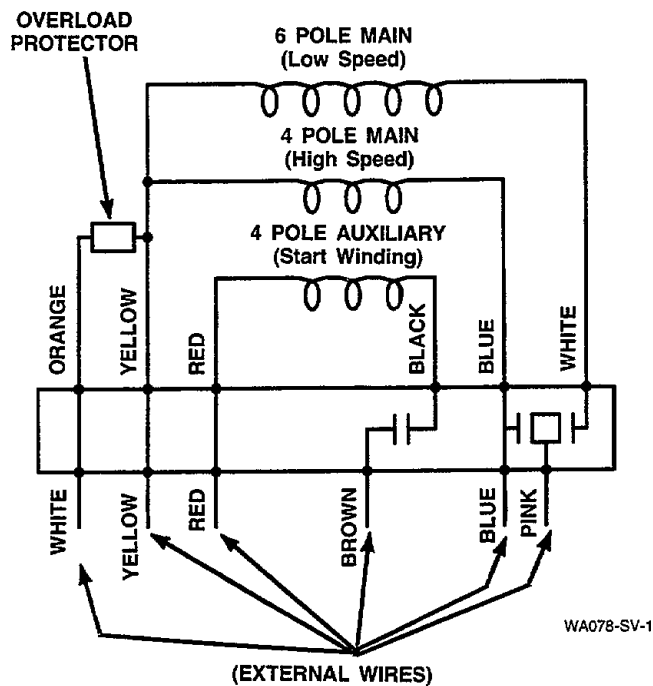 OVERLOAD
PROTECTOR
6 POLE MAIN
(Low Speed)
4 POLE MAIN
(High Speed)
4 POLE AUXILIARY
(Start Winding)
ORANGE
YELLOW
RED
BLACK
BLUE
WHITE
WHITE
YELLOW
RED
BROWN
BLUE
PINK
WA078-SV-1
(EXTERNAL WIRES)